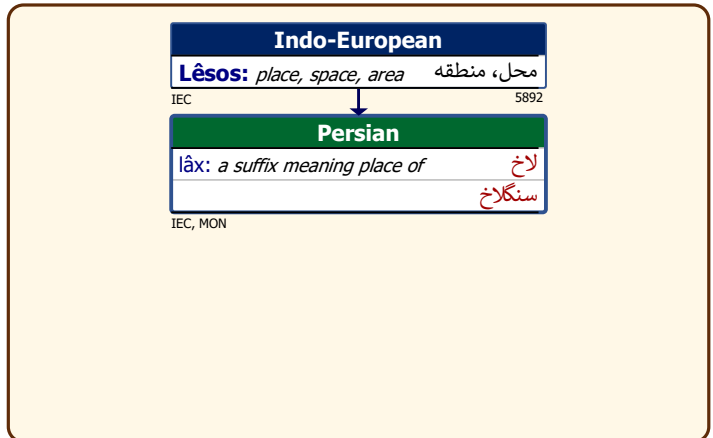 Indo-European
Lêsos: place, space, area محل، منطقه
IEC 5892
Persian
lâx: a suffix meaning place of لاخ
سنگلاخ
IEC, MON